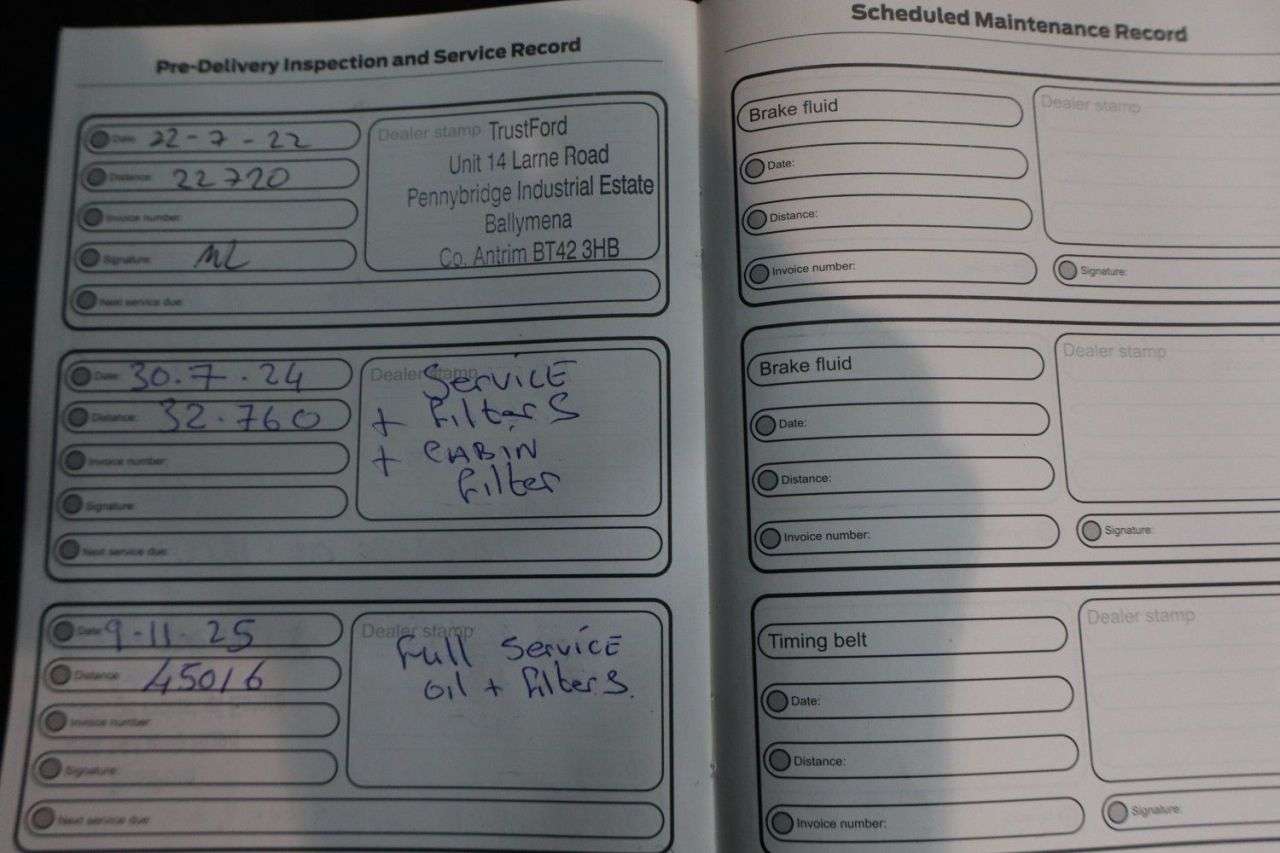 Pre-Delivery Inspection and Service Record
Date: 22-7-22
Distance: 22720
Invoice number:
Signature: ML
Next service due:
Dealer stamp TrustFord
Unit 14 Larne Road
Pennybridge Industrial Estate
Ballymena
Co. Antrim BT42 3HB
Date: 30.7.24
Distance: 32.760
Invoice number:
Signature:
Next service due:
Dealer stamp
SERVICE
+ Filters
+ CABIN
Filter
Date: 9-11-25
Distance: 45016
Invoice number:
Signature:
Next service due:
Dealer stamp
Full SERVICE
oil + Filters.
Scheduled Maintenance Record
Brake fluid
Date:
Distance:
Invoice number:
Dealer stamp
Signature:
Brake fluid
Date:
Distance:
Invoice number:
Dealer stamp
Signature:
Timing belt
Date:
Distance:
Invoice number:
Dealer stamp
Signature: